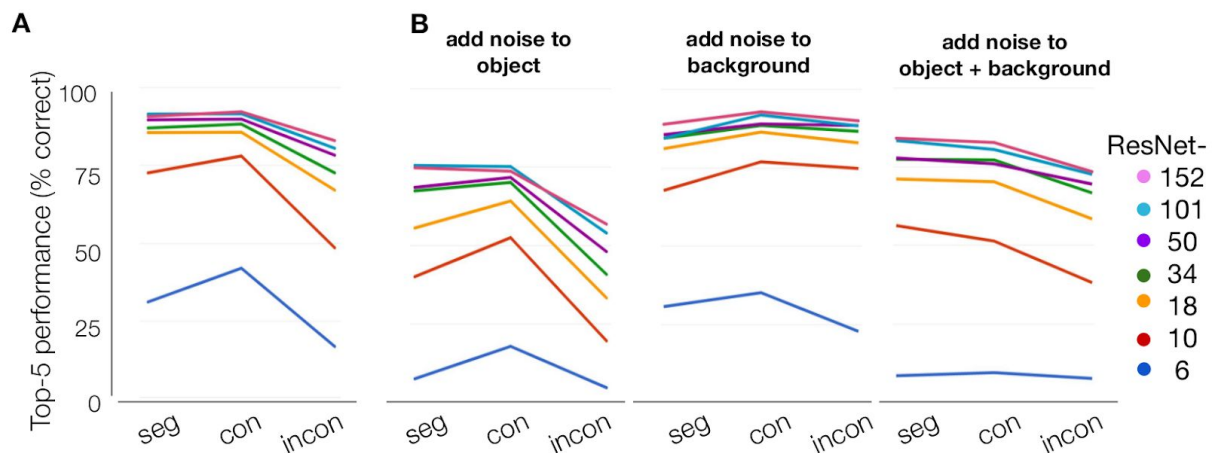 A
B
add noise to
object
add noise to
background
add noise to
object + background
Top-5 performance (% correct)
100
75
50
25
0
seg con incon
seg con incon
seg con incon
seg con incon
ResNet-
152
101
50
34
18
10
6